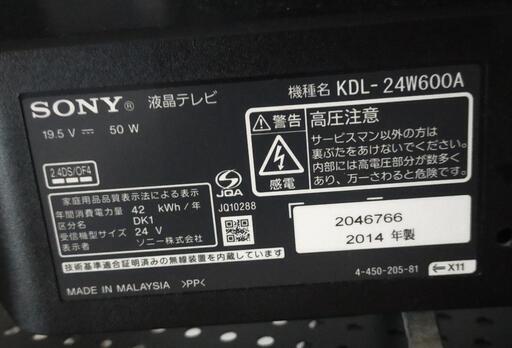 SONY® 液晶テレビ
機種名 KDL-24W600A
19.5 V ⎓ 50 W
2.4DS/OF4
家庭用品品質表示法による表示
年間消費電力量 42 kWh/年
区分名 DK1
受信機型サイズ 24 V
表示者 ソニー株式会社
JQA
JQ10288
警告
感電
高圧注意
サービスマン以外の方は
裏ぶたをあけないでください。
内部には高電圧部分が数多く
あり、万一さわると危険です。
2046766
2014 年製
技術基準適合証明済みの無線装置を内蔵しています
MADE IN MALAYSIA >PP<
4-450-205-81
X11